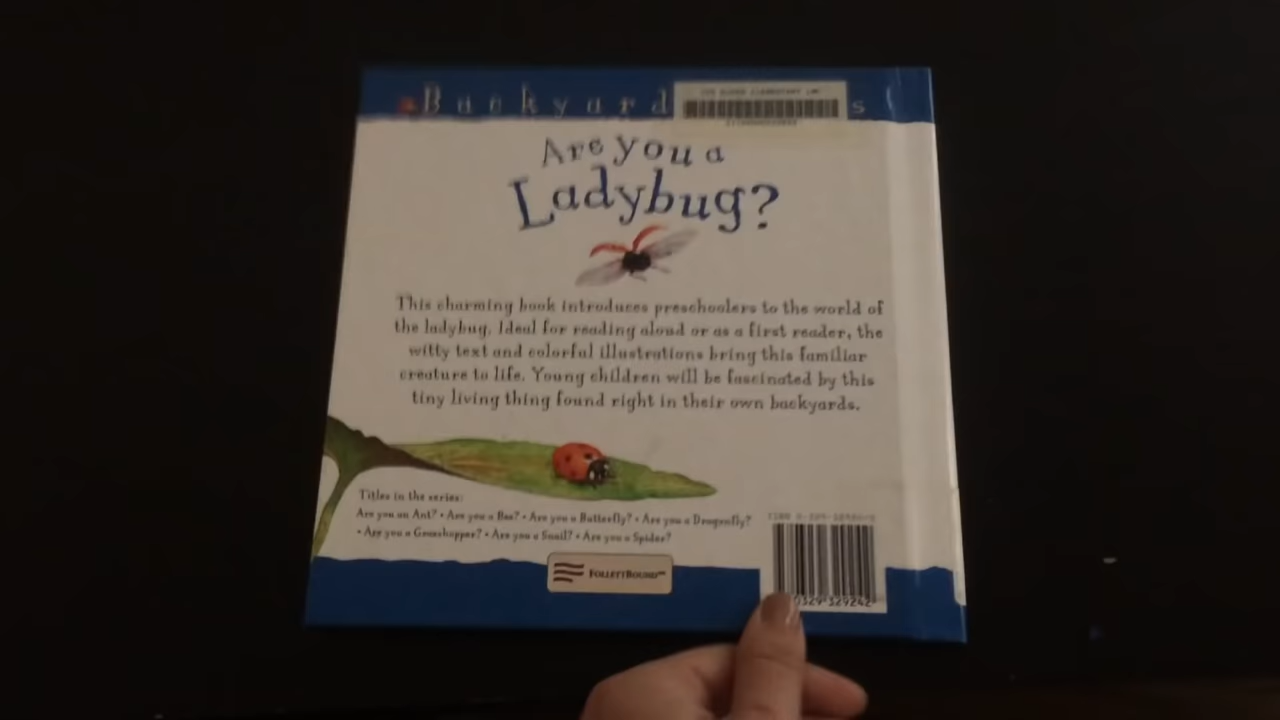 Backyard
s
Are you a
Ladybug?
This charming book introduces preschoolers to the world of
the ladybug. Ideal for reading aloud or as a first reader, the
witty text and colorful illustrations bring this familiar
creature to life. Young children will be fascinated by this
tiny living thing found right in their own backyards.
Titles in the series:
Are you an Ant? • Are you a Bee? • Are you a Butterfly? • Are you a Dragonfly?
• Are you a Grasshopper? • Are you a Snail? • Are you a Spider?
ISBN
FOLLETTBOUND